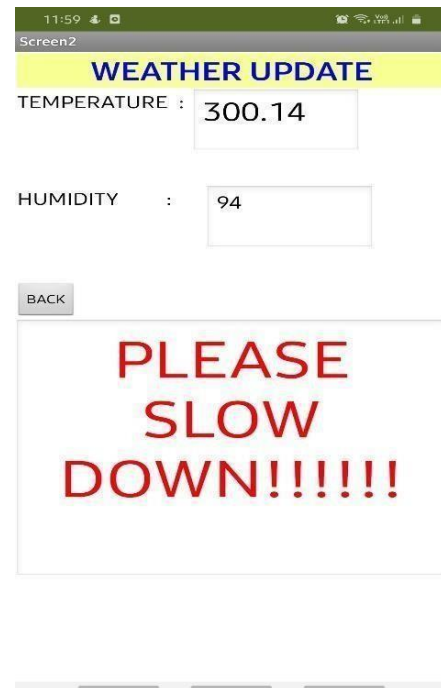 11:59
Screen2
WEATHER UPDATE
TEMPERATURE : 300.14
HUMIDITY : 94
BACK
PLEASE
SLOW
DOWN!!!!!!